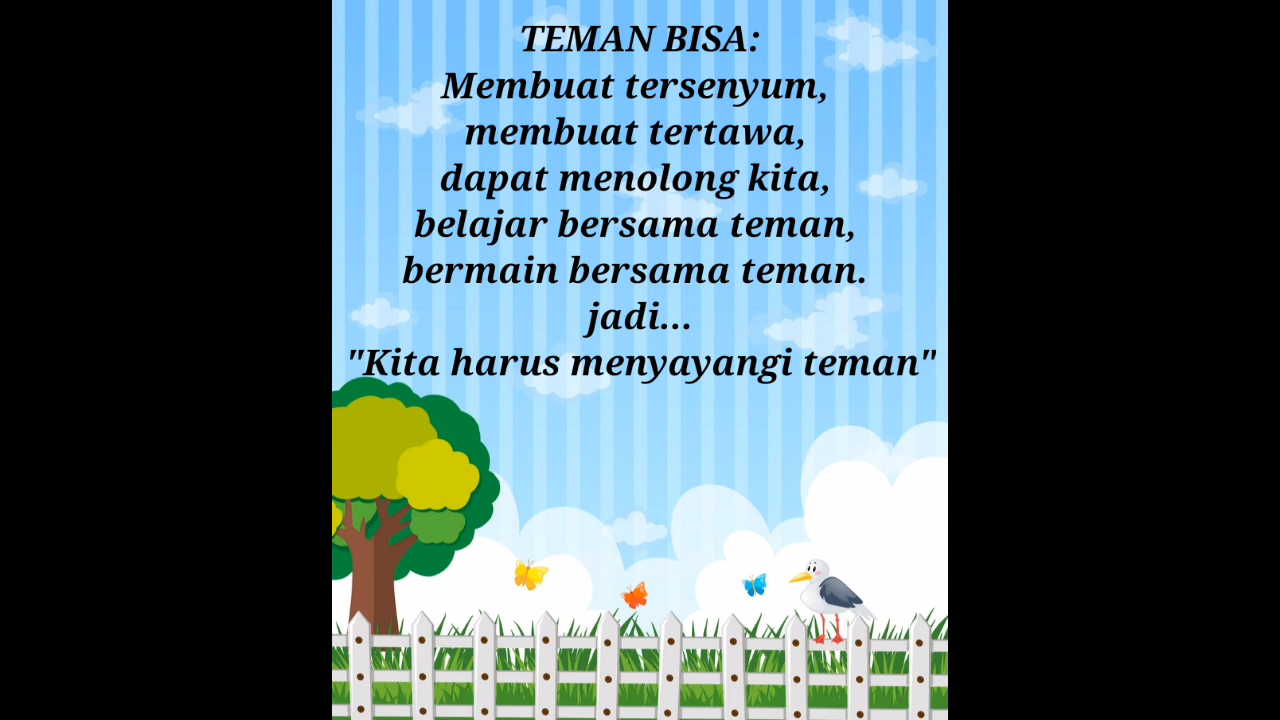 TEMAN BISA:
Membuat tersenyum,
membuat tertawa,
dapat menolong kita,
belajar bersama teman,
bermain bersama teman.
jadi...
"Kita harus menyayangi teman"